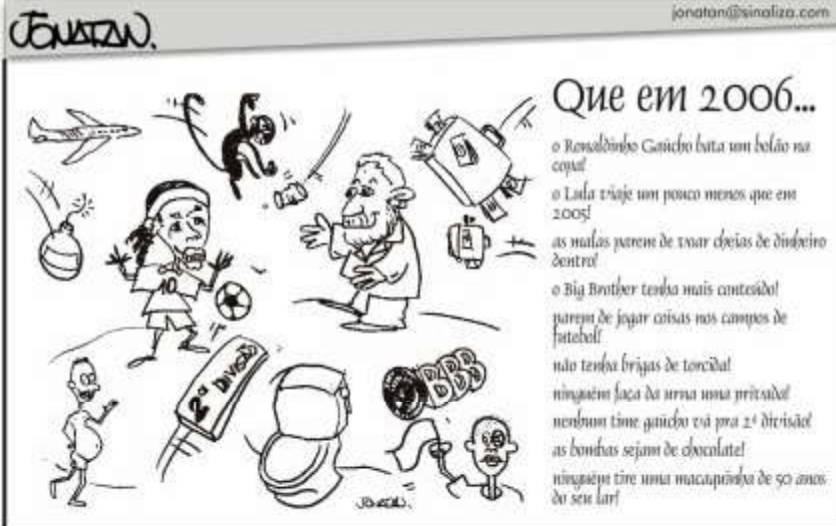 JONATAN.
jonatan@sinaliza.com
Que em 2006...
o Ronaldinho Gaúcho bata um bolão na
copa!
o Lula viaje um pouco menos que em
2005!
as malas parem de voar cheias de dinheiro
dentro!
o Big Brother tenha mais conteúdo!
parem de jogar coisas nos campos de
futebol!
não tenha brigas de torcida!
ninguém faça da urna uma privada!
nenhum time gaúcho vá pra 2ª divisão!
as bombas sejam de chocolate!
ninguém tire uma macaquinha de 50 anos
do seu lar!
10
2ª DIVISÃO
BBB